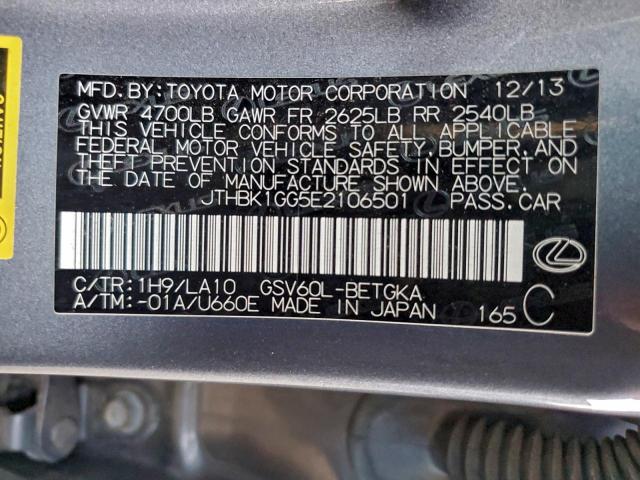 MFD. BY: TOYOTA MOTOR CORPORATION 12/13
GVWR 4700LB GAWR FR 2625LB RR 2540LB
THIS VEHICLE CONFORMS TO ALL APPLICABLE
FEDERAL MOTOR VEHICLE SAFETY, BUMPER, AND
THEFT PREVENTION STANDARDS IN EFFECT ON
THE DATE OF MANUFACTURE SHOWN ABOVE.
JTHBK1GG5E2106501 PASS.CAR
C/TR: 1H9/LA10 GSV60L-BETGKA
A/TM: -01A/U660E MADE IN JAPAN 165 C